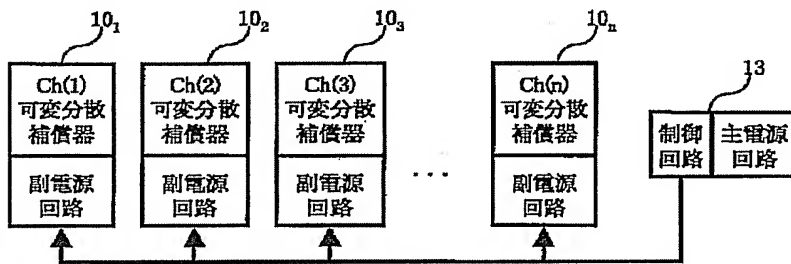 10₁
10₂
10₃
10ₙ
13
Ch(1)
可変分散
補償器
副電源
回路
Ch(2)
可変分散
補償器
副電源
回路
Ch(3)
可変分散
補償器
副電源
回路
...
Ch(n)
可変分散
補償器
副電源
回路
制御
回路
主電源
回路